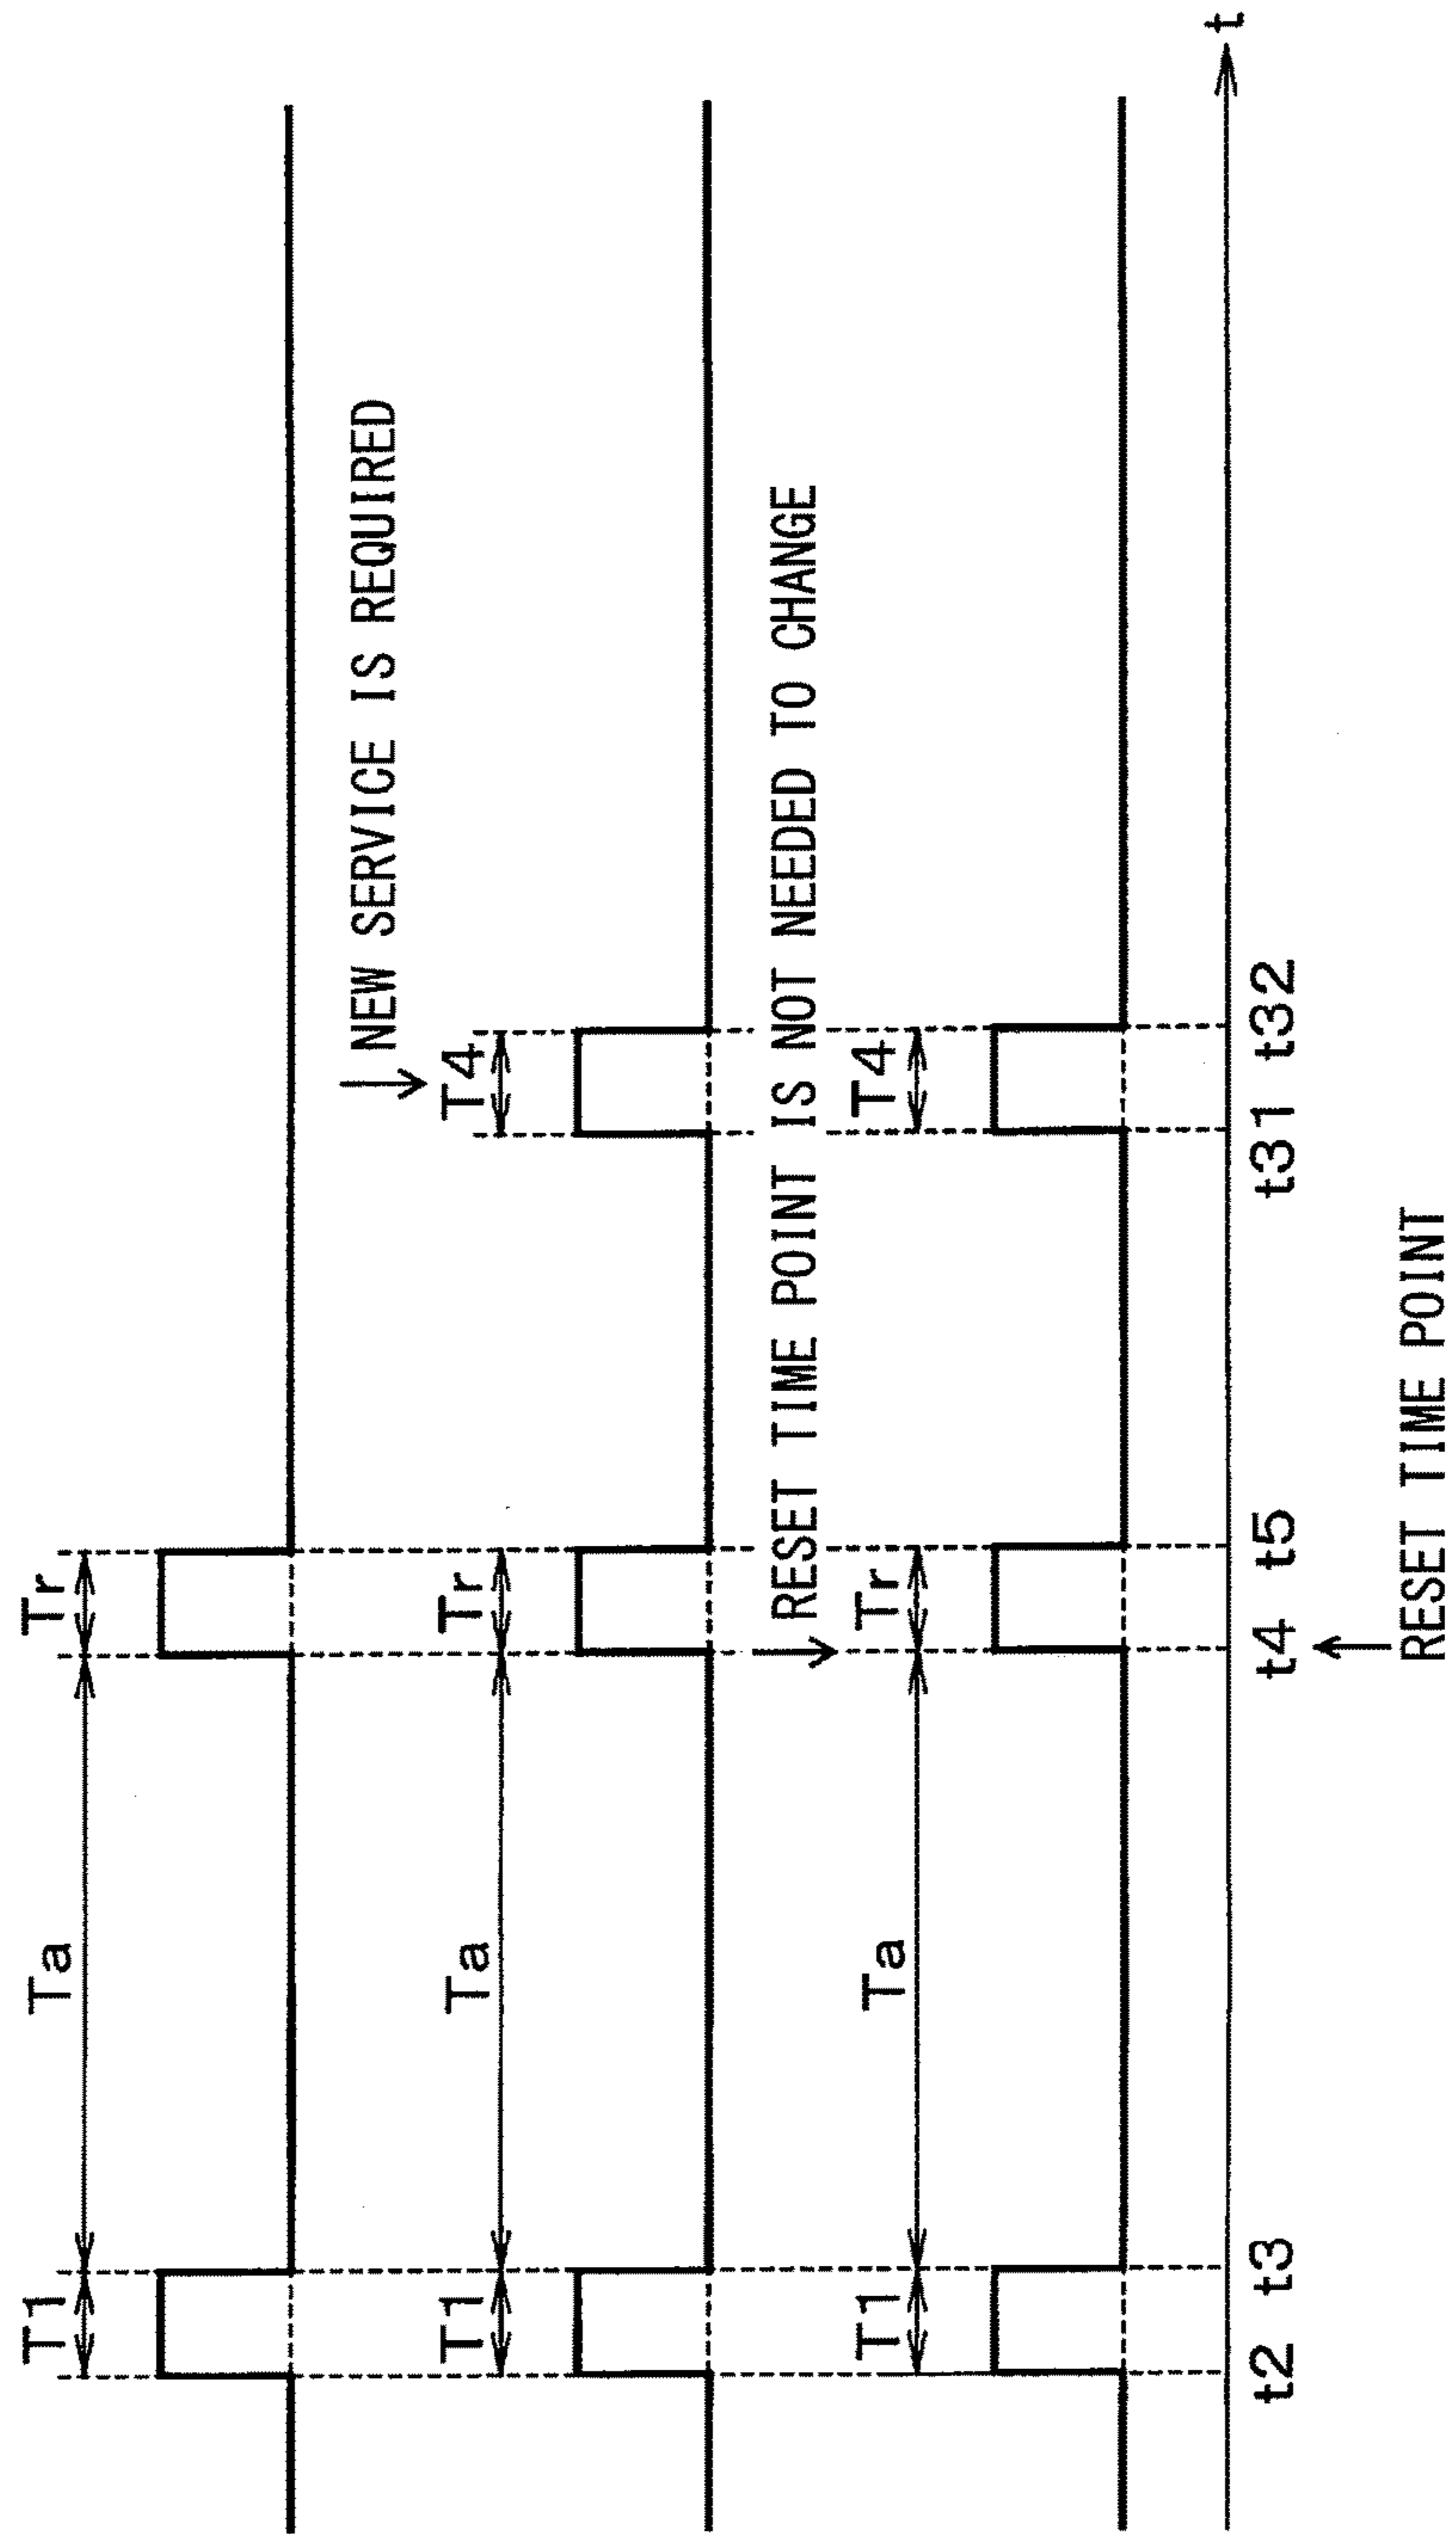 T1 Ta Tr
NEW SERVICE IS REQUIRED
T1 Ta Tr T4
RESET TIME POINT IS NOT NEEDED TO CHANGE
T1 Ta Tr T4
t
t2 t3 t4 t5 t31 t32
RESET TIME POINT